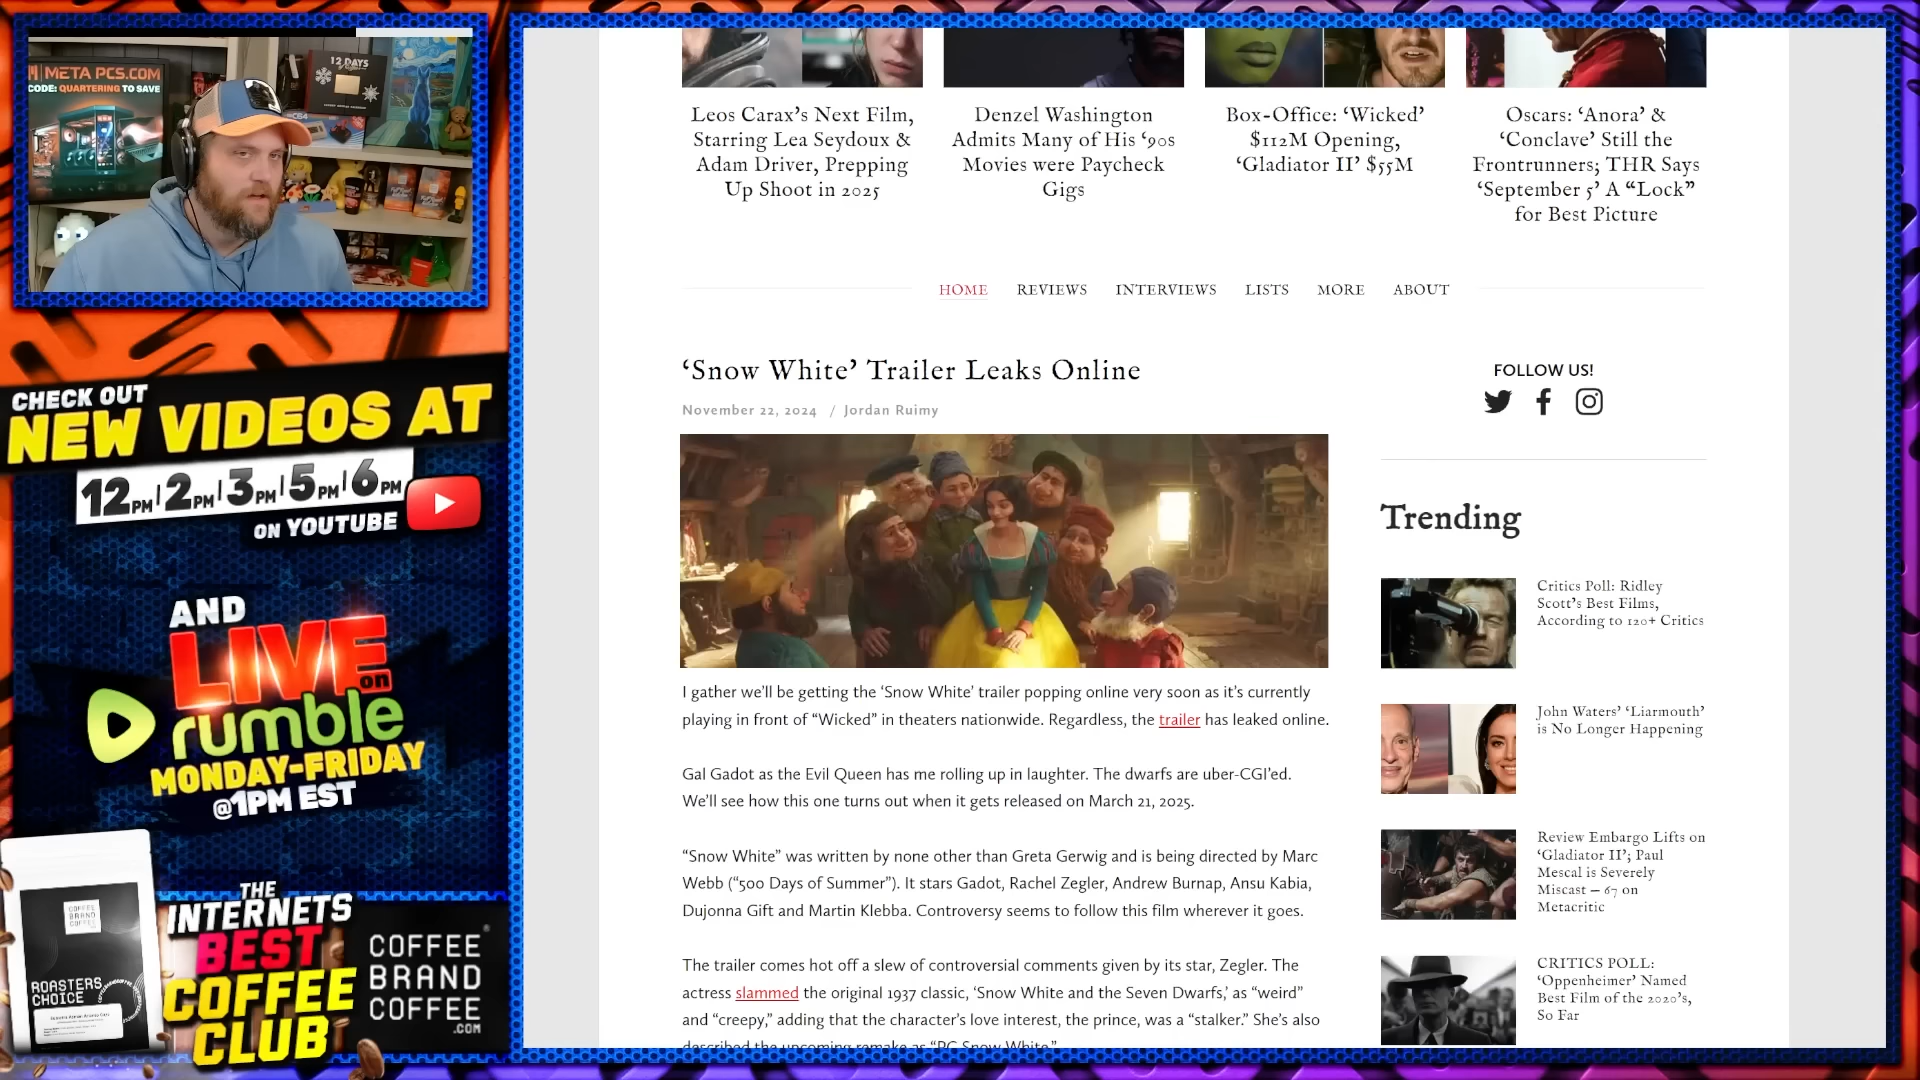 META PCS.COM
CODE: QUARTERING TO SAVE
12 DAYS
CHECK OUT
NEW VIDEOS AT
12PM | 2PM | 3PM | 5PM | 6PM
ON YOUTUBE
AND
LIVE
on
rumble
MONDAY-FRIDAY
@1PM EST
THE
INTERNETS
BEST
COFFEE
CLUB
COFFEE
BRAND
COFFEE
.COM
COFFEE
BRAND
COFFEE
ROASTERS
CHOICE
Leos Carax’s Next Film,
Starring Lea Seydoux &
Adam Driver, Prepping
Up Shoot in 2025
Denzel Washington
Admits Many of His ‘90s
Movies were Paycheck
Gigs
Box-Office: ‘Wicked’
$112M Opening,
‘Gladiator II’ $55M
Oscars: ‘Anora’ &
‘Conclave’ Still the
Frontrunners; THR Says
‘September 5’ A “Lock”
for Best Picture
HOME REVIEWS INTERVIEWS LISTS MORE ABOUT
‘Snow White’ Trailer Leaks Online
November 22, 2024 / Jordan Ruimy
I gather we’ll be getting the ‘Snow White’ trailer popping online very soon as it’s currently
playing in front of “Wicked” in theaters nationwide. Regardless, the trailer has leaked online.
Gal Gadot as the Evil Queen has me rolling up in laughter. The dwarfs are uber-CGI’ed.
We’ll see how this one turns out when it gets released on March 21, 2025.
“Snow White” was written by none other than Greta Gerwig and is being directed by Marc
Webb (“500 Days of Summer”). It stars Gadot, Rachel Zegler, Andrew Burnap, Ansu Kabia,
Dujonna Gift and Martin Klebba. Controversy seems to follow this film wherever it goes.
The trailer comes hot off a slew of controversial comments given by its star, Zegler. The
actress slammed the original 1937 classic, ‘Snow White and the Seven Dwarfs,’ as “weird”
and “creepy,” adding that the character’s love interest, the prince, was a “stalker.” She’s also
described the upcoming remake as “PC Snow White.”
FOLLOW US!
Trending
Critics Poll: Ridley
Scott’s Best Films,
According to 120+ Critics
John Waters’ ‘Liarmouth’
is No Longer Happening
Review Embargo Lifts on
‘Gladiator II’; Paul
Mescal is Severely
Miscast — 67 on
Metacritic
CRITICS POLL:
‘Oppenheimer’ Named
Best Film of the 2020’s,
So Far